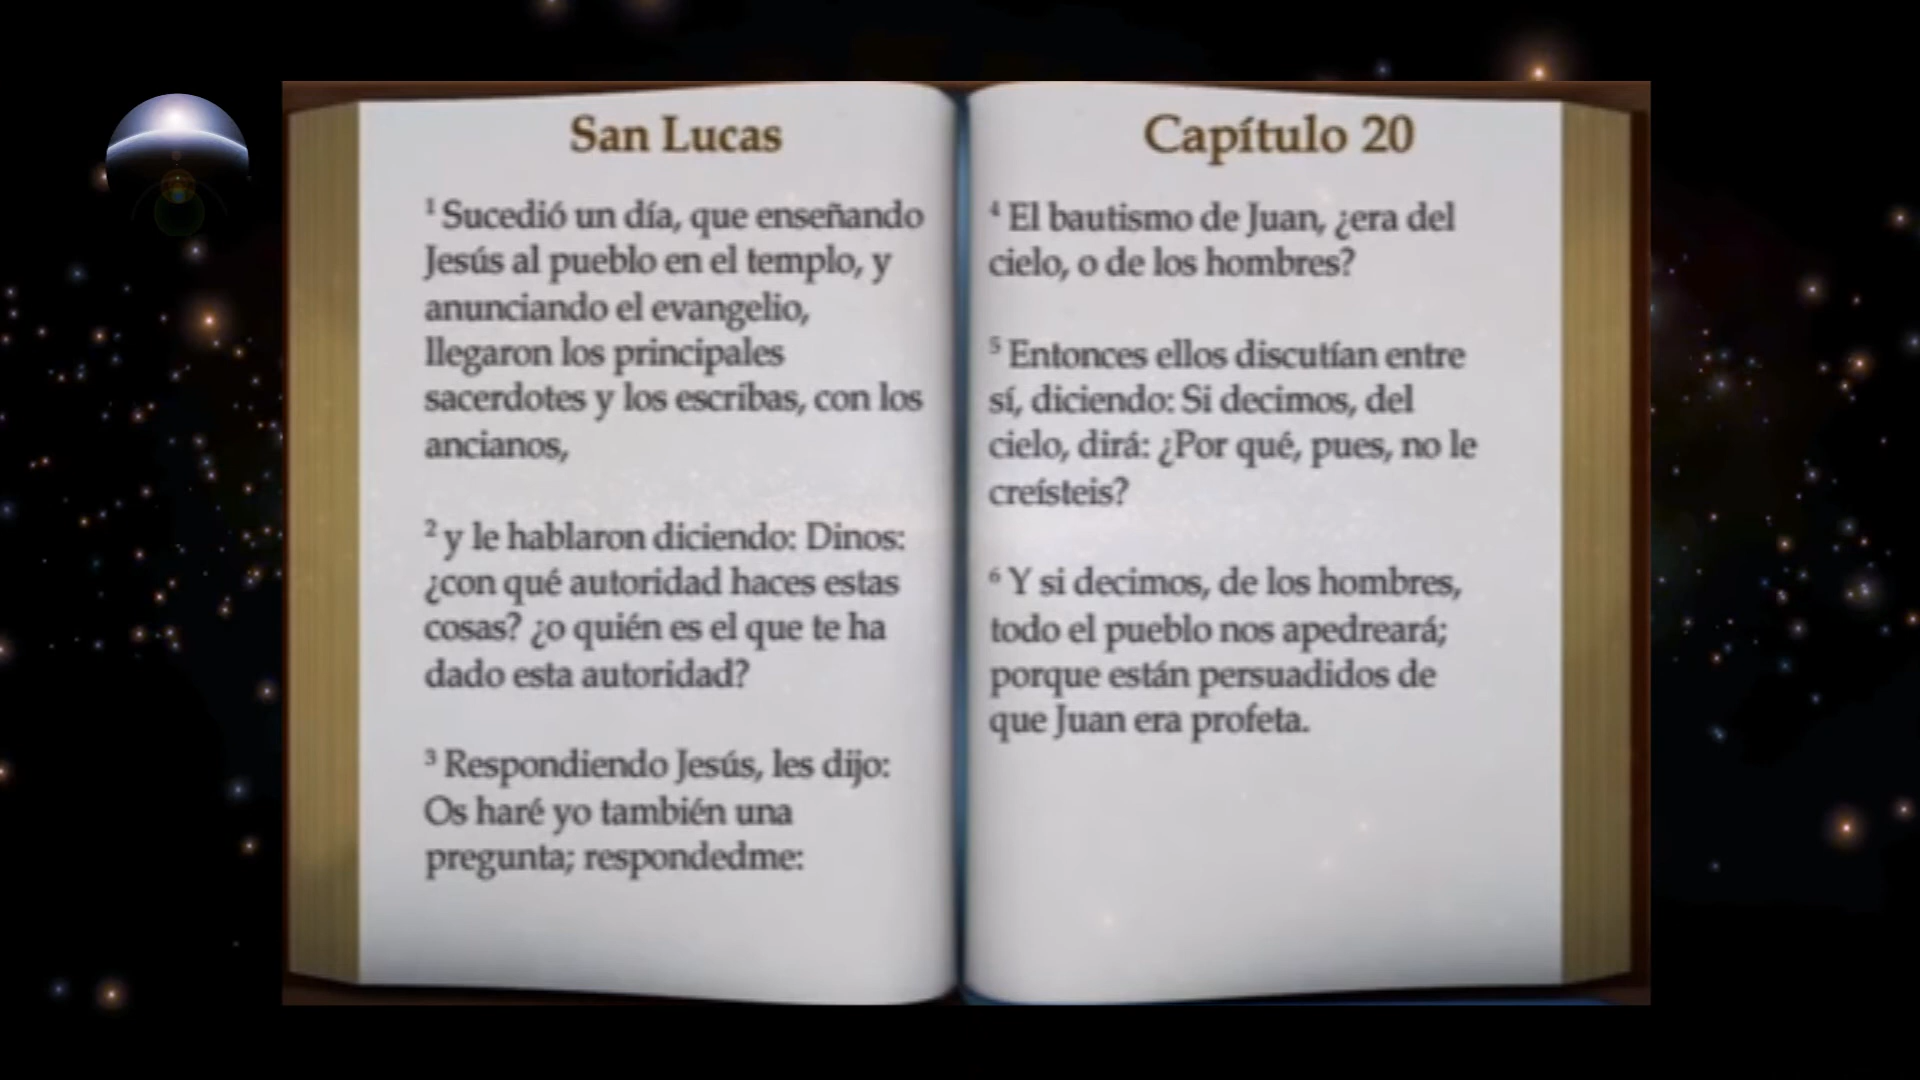 San Lucas
¹ Sucedió un día, que enseñando
Jesús al pueblo en el templo, y
anunciando el evangelio,
llegaron los principales
sacerdotes y los escribas, con los
ancianos,
² y le hablaron diciendo: Dinos:
¿con qué autoridad haces estas
cosas? ¿o quién es el que te ha
dado esta autoridad?
³ Respondiendo Jesús, les dijo:
Os haré yo también una
pregunta; respondedme:
Capítulo 20
⁴ El bautismo de Juan, ¿era del
cielo, o de los hombres?
⁵ Entonces ellos discutían entre
sí, diciendo: Si decimos, del
cielo, dirá: ¿Por qué, pues, no le
creísteis?
⁶ Y si decimos, de los hombres,
todo el pueblo nos apedreará;
porque están persuadidos de
que Juan era profeta.